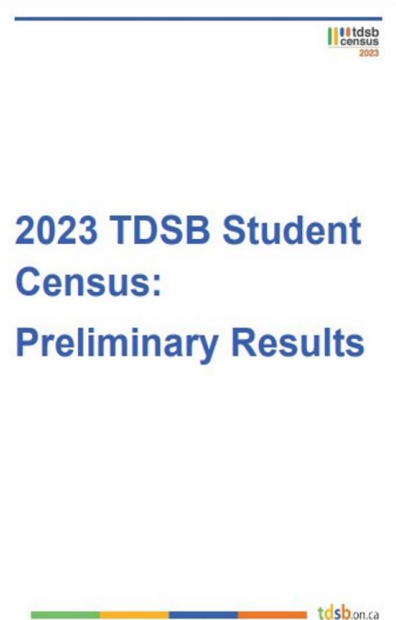 tdsb
census
2023
2023 TDSB Student
Census:
Preliminary Results
tdsb.on.ca